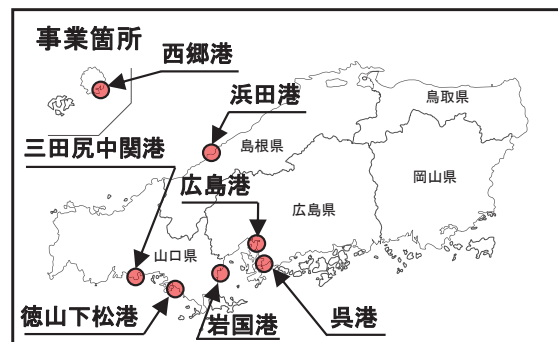 事業箇所
西郷港
浜田港
鳥取県
三田尻中関港
島根県
岡山県
広島港
広島県
山口県
徳山下松港
岩国港
呉港